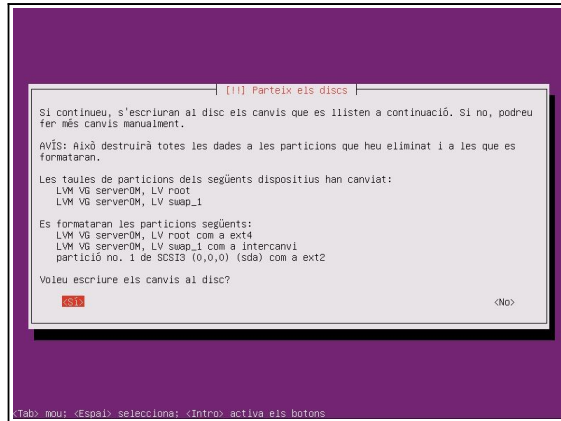 [!!] Parteix els discs
Si continueu, s'escriuran al disc els canvis que es llisten a continuació. Si no, podreu
fer més canvis manualment.
AVÍS: Això destruirà totes les dades a les particions que heu eliminat i a les que es
formataran.
Les taules de particions dels següents dispositius han canviat:
LVM VG serverOM, LV root
LVM VG serverOM, LV swap_1
Es formataran les particions següents:
LVM VG serverOM, LV root com a ext4
LVM VG serverOM, LV swap_1 com a intercanvi
partició no. 1 de SCSI3 (0,0,0) (sda) com a ext2
Voleu escriure els canvis al disc?
<Sí> <No>
<Tab> mou; <Espai> selecciona; <Intro> activa els botons